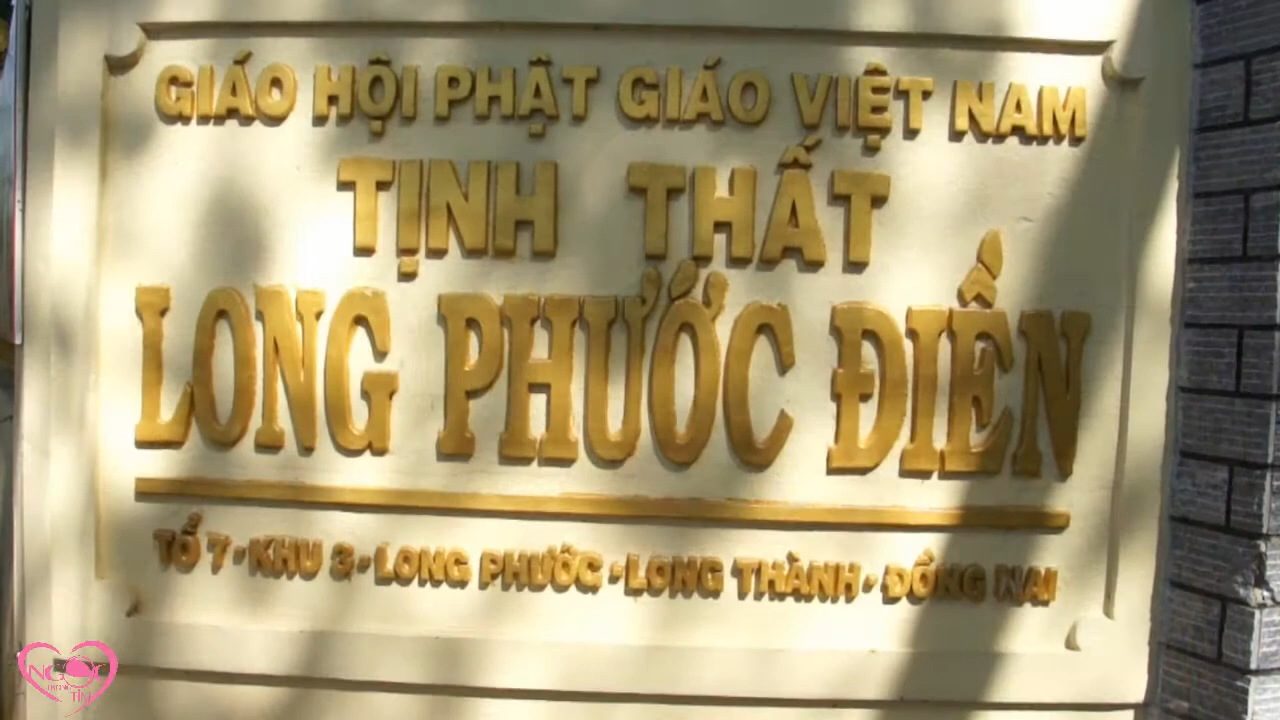 GIÁO HỘI PHẬT GIÁO VIỆT NAM
TỊNH THẤT
LONG PHƯỚC ĐIỀN
TỔ 7 - KHU 3 - LONG PHƯỚC - LONG THÀNH - ĐỒNG NAI